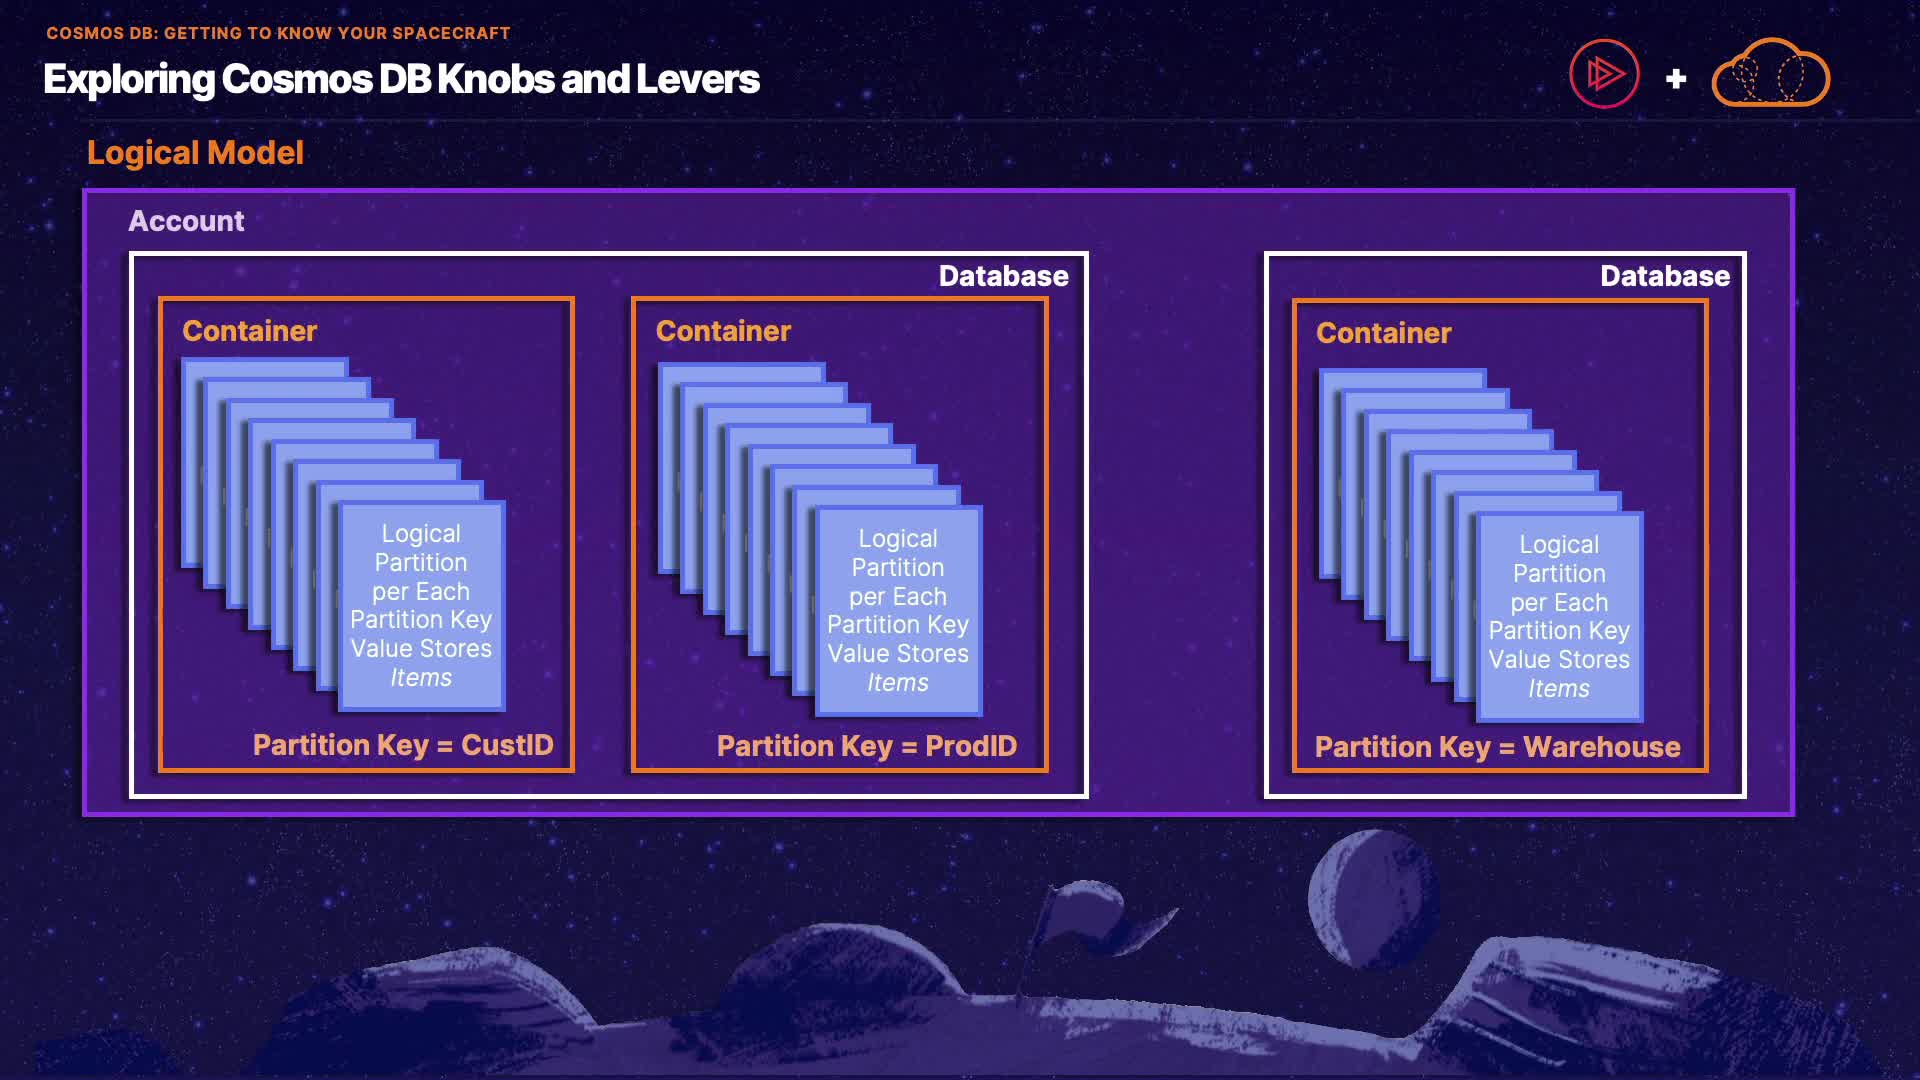 COSMOS DB: GETTING TO KNOW YOUR SPACECRAFT
Exploring Cosmos DB Knobs and Levers
+
Logical Model
Account
Database
Container
Logical
Partition
per Each
Partition Key
Value Stores
Items
Partition Key = CustID
Container
Logical
Partition
per Each
Partition Key
Value Stores
Items
Partition Key = ProdID
Database
Container
Logical
Partition
per Each
Partition Key
Value Stores
Items
Partition Key = Warehouse